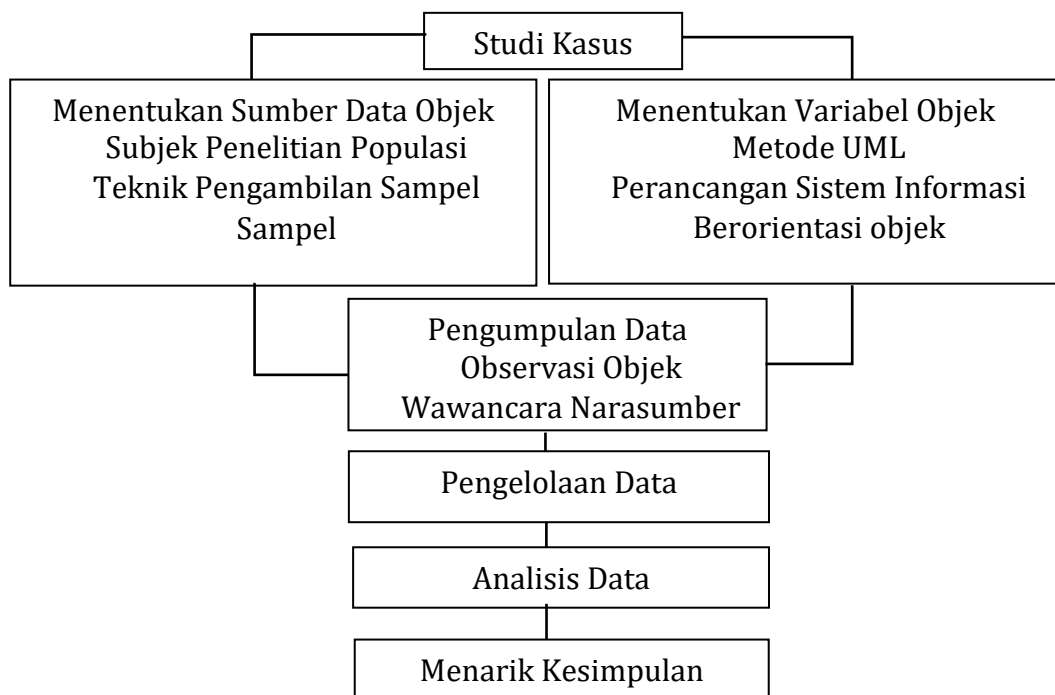 Studi Kasus
Menentukan Sumber Data Objek
Subjek Penelitian Populasi
Teknik Pengambilan Sampel
Sampel
Menentukan Variabel Objek
Metode UML
Perancangan Sistem Informasi
Berorientasi objek
Pengumpulan Data
Observasi Objek
Wawancara Narasumber
Pengelolaan Data
Analisis Data
Menarik Kesimpulan